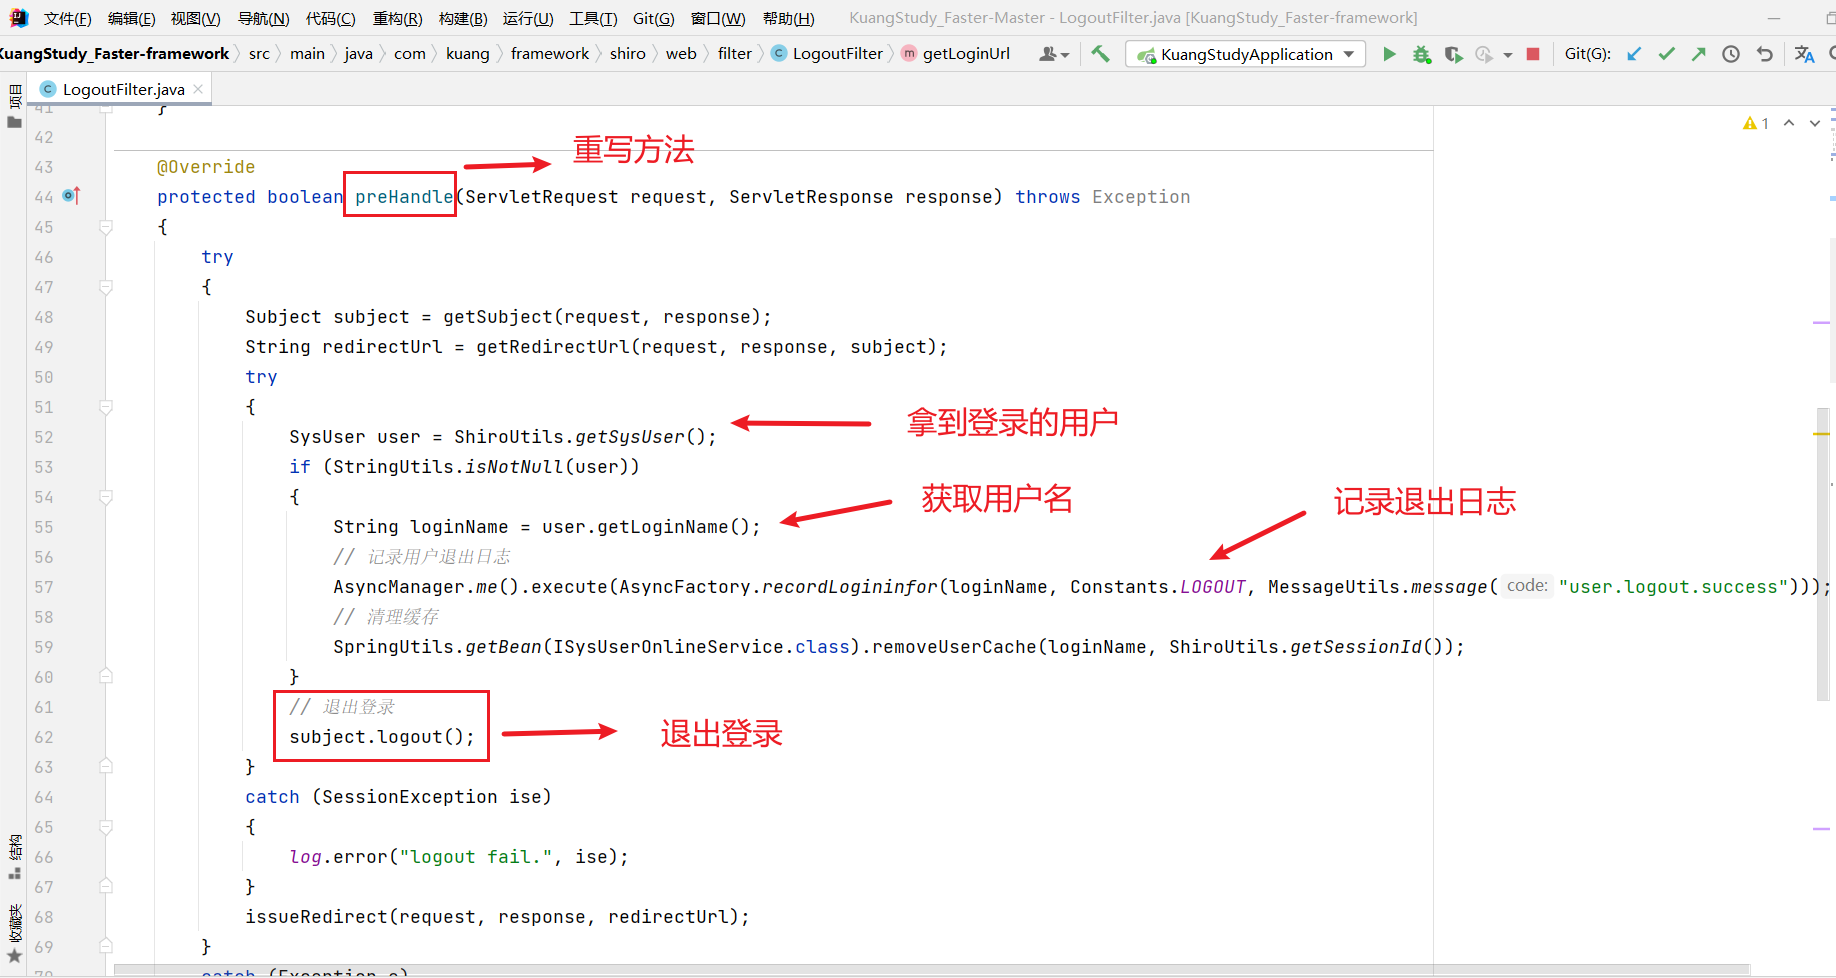 文件(F) 编辑(E) 视图(V) 导航(N) 代码(C) 重构(R) 构建(B) 运行(U) 工具(T) Git(G) 窗口(W) 帮助(H) KuangStudy_Faster-Master - LogoutFilter.java [KuangStudy_Faster-framework]
KuangStudy_Faster-framework src main java com kuang framework shiro web filter LogoutFilter getLoginUrl KuangStudyApplication Git(G):
项目 LogoutFilter.java
41 }
42
重写方法
43 @Override
44 protected boolean preHandle(ServletRequest request, ServletResponse response) throws Exception
45 {
46 try
47 {
48 Subject subject = getSubject(request, response);
49 String redirectUrl = getRedirectUrl(request, response, subject);
50 try
51 {
拿到登录的用户
52 SysUser user = ShiroUtils.getSysUser();
53 if (StringUtils.isNotNull(user))
54 {
获取用户名
记录退出日志
55 String loginName = user.getLoginName();
56 // 记录用户退出日志
57 AsyncManager.me().execute(AsyncFactory.recordLogininfor(loginName, Constants.LOGOUT, MessageUtils.message( code: "user.logout.success")));
58 // 清理缓存
59 SpringUtils.getBean(ISysUserOnlineService.class).removeUserCache(loginName, ShiroUtils.getSessionId());
60 }
61 // 退出登录
62 subject.logout();
退出登录
63 }
64 catch (SessionException ise)
65 {
66 log.error("logout fail.", ise);
67 }
68 issueRedirect(request, response, redirectUrl);
69 }
70 catch (Exception e)
1
结构
收藏夹